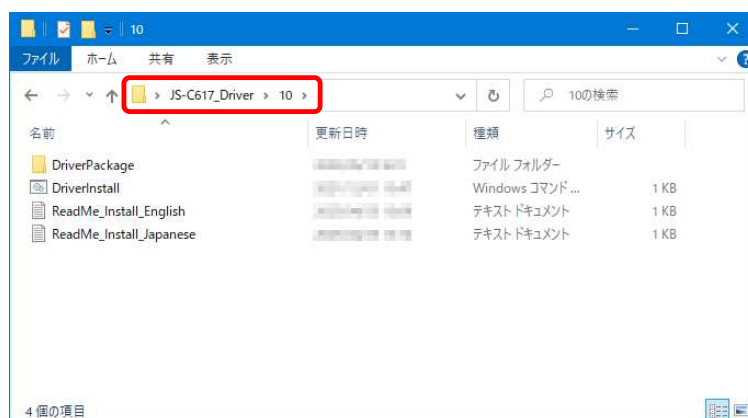 10
ファイル ホーム 共有 表示
JS-C617_Driver › 10 › 10の検索
名前 更新日時 種類 サイズ
DriverPackage ファイル フォルダー
DriverInstall Windows コマンド ... 1 KB
ReadMe_Install_English テキスト ドキュメント 1 KB
ReadMe_Install_Japanese テキスト ドキュメント 1 KB
4 個の項目